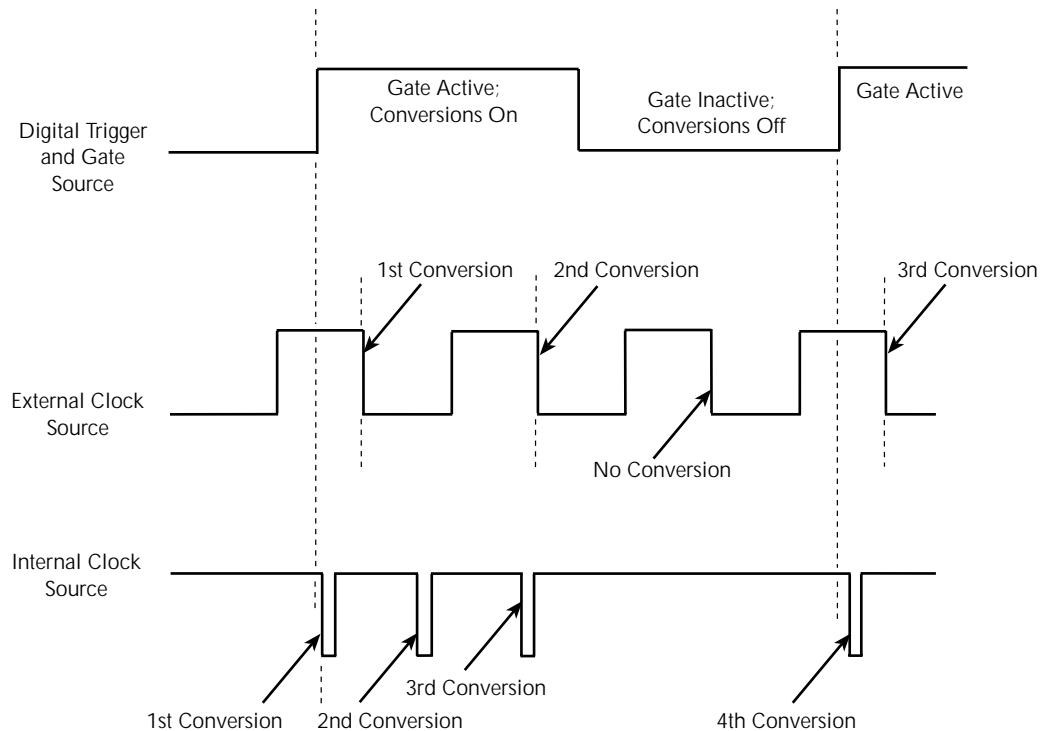 Gate Active;
Conversions On
Gate Inactive;
Conversions Off
Gate Active
Digital Trigger
and Gate
Source
1st Conversion
2nd Conversion
3rd Conversion
External Clock
Source
No Conversion
Internal Clock
Source
1st Conversion
2nd Conversion
3rd Conversion
4th Conversion